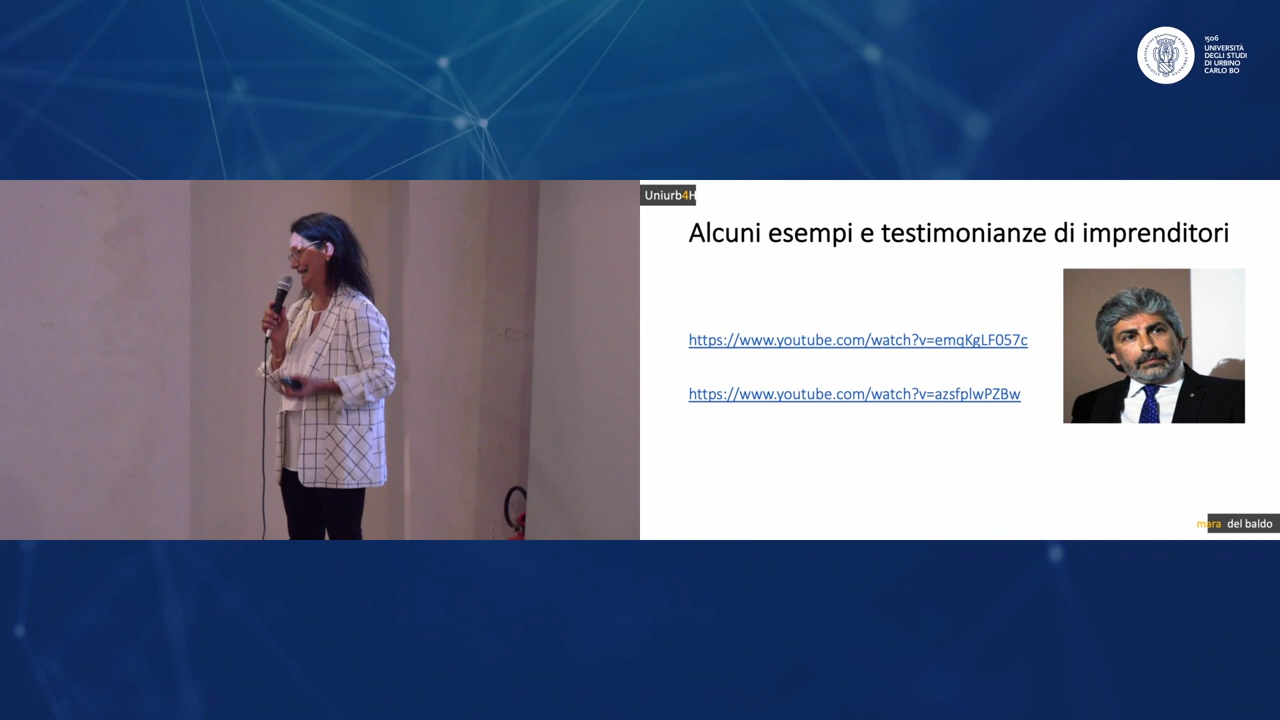 1506
UNIVERSITÀ
DEGLI STUDI
DI URBINO
CARLO BO
Uniurb4H
Alcuni esempi e testimonianze di imprenditori
https://www.youtube.com/watch?v=emqKgLF057c
https://www.youtube.com/watch?v=azsfplwPZBw
mara del baldo